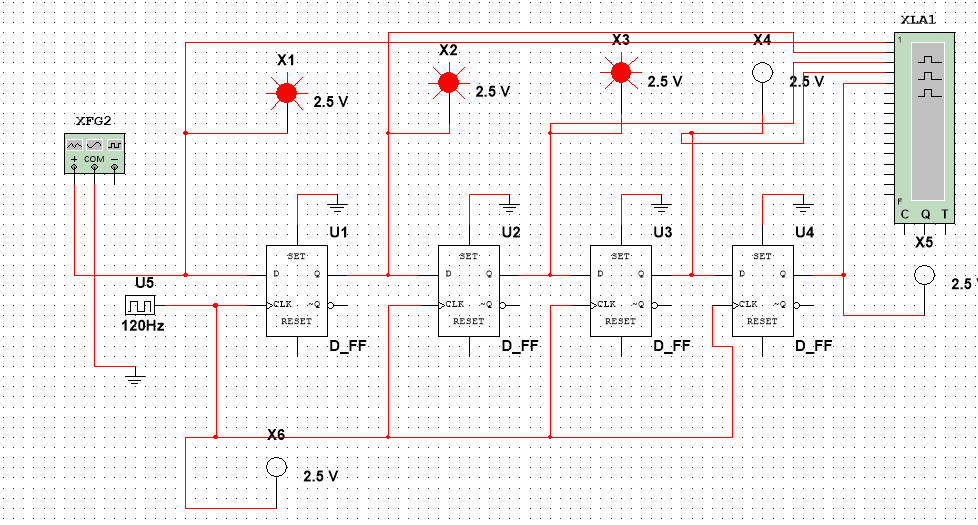 XLA1
X1
X2
X3
X4
2.5 V
2.5 V
2.5 V
2.5 V
1
F
C Q T
XFG2
+ COM −
U1
U2
U3
U4
X5
2.5
SET
D Q
CLK ~Q
RESET
D_FF
SET
D Q
CLK ~Q
RESET
D_FF
SET
D Q
CLK ~Q
RESET
D_FF
SET
D Q
CLK ~Q
RESET
D_FF
U5
120Hz
X6
2.5 V